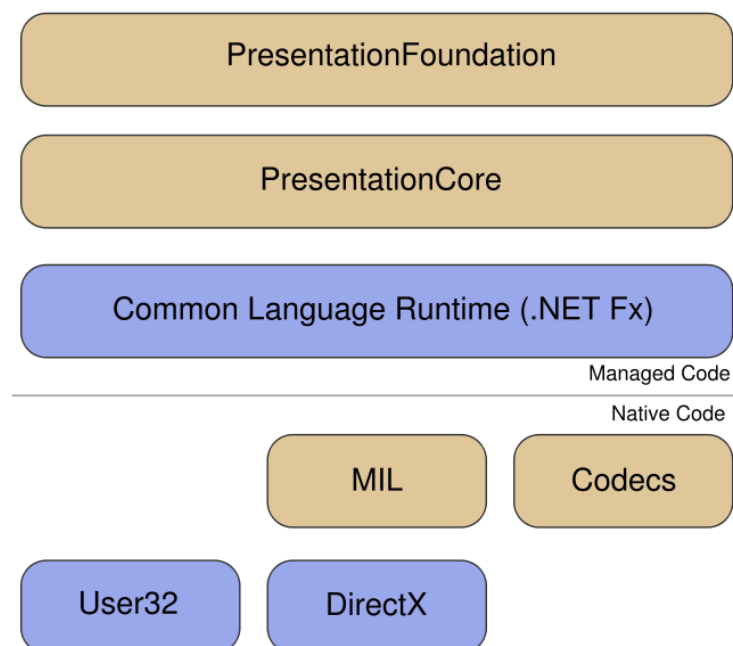 PresentationFoundation
PresentationCore
Common Language Runtime (.NET Fx)
Managed Code
Native Code
MIL
Codecs
User32
DirectX